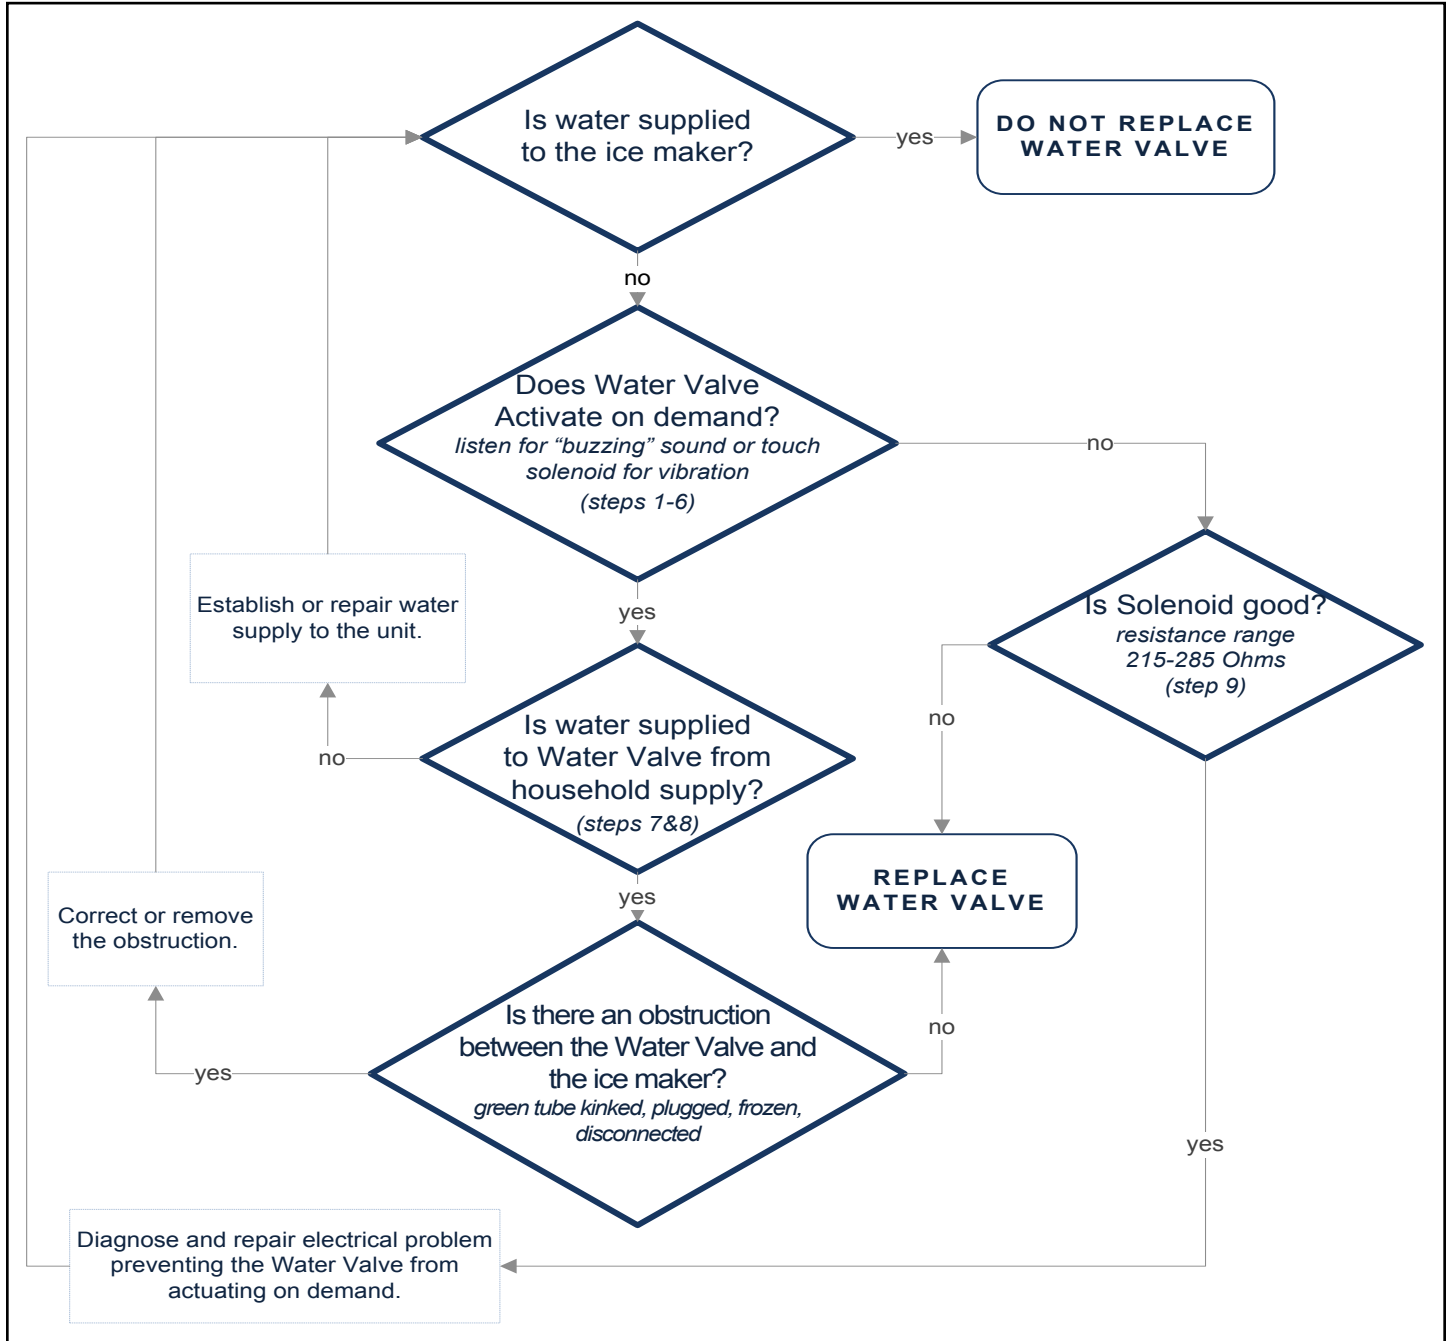 Is water supplied
to the ice maker?
yes
DO NOT REPLACE
WATER VALVE
no
Does Water Valve
Activate on demand?
listen for “buzzing” sound or touch
solenoid for vibration
(steps 1-6)
no
yes
Establish or repair water
supply to the unit.
Is Solenoid good?
resistance range
215-285 Ohms
(step 9)
no
Is water supplied
to Water Valve from
household supply?
(steps 7&8)
no
yes
REPLACE
WATER VALVE
Correct or remove
the obstruction.
Is there an obstruction
between the Water Valve and
the ice maker?
green tube kinked, plugged, frozen,
disconnected
no
yes
yes
Diagnose and repair electrical problem
preventing the Water Valve from
actuating on demand.